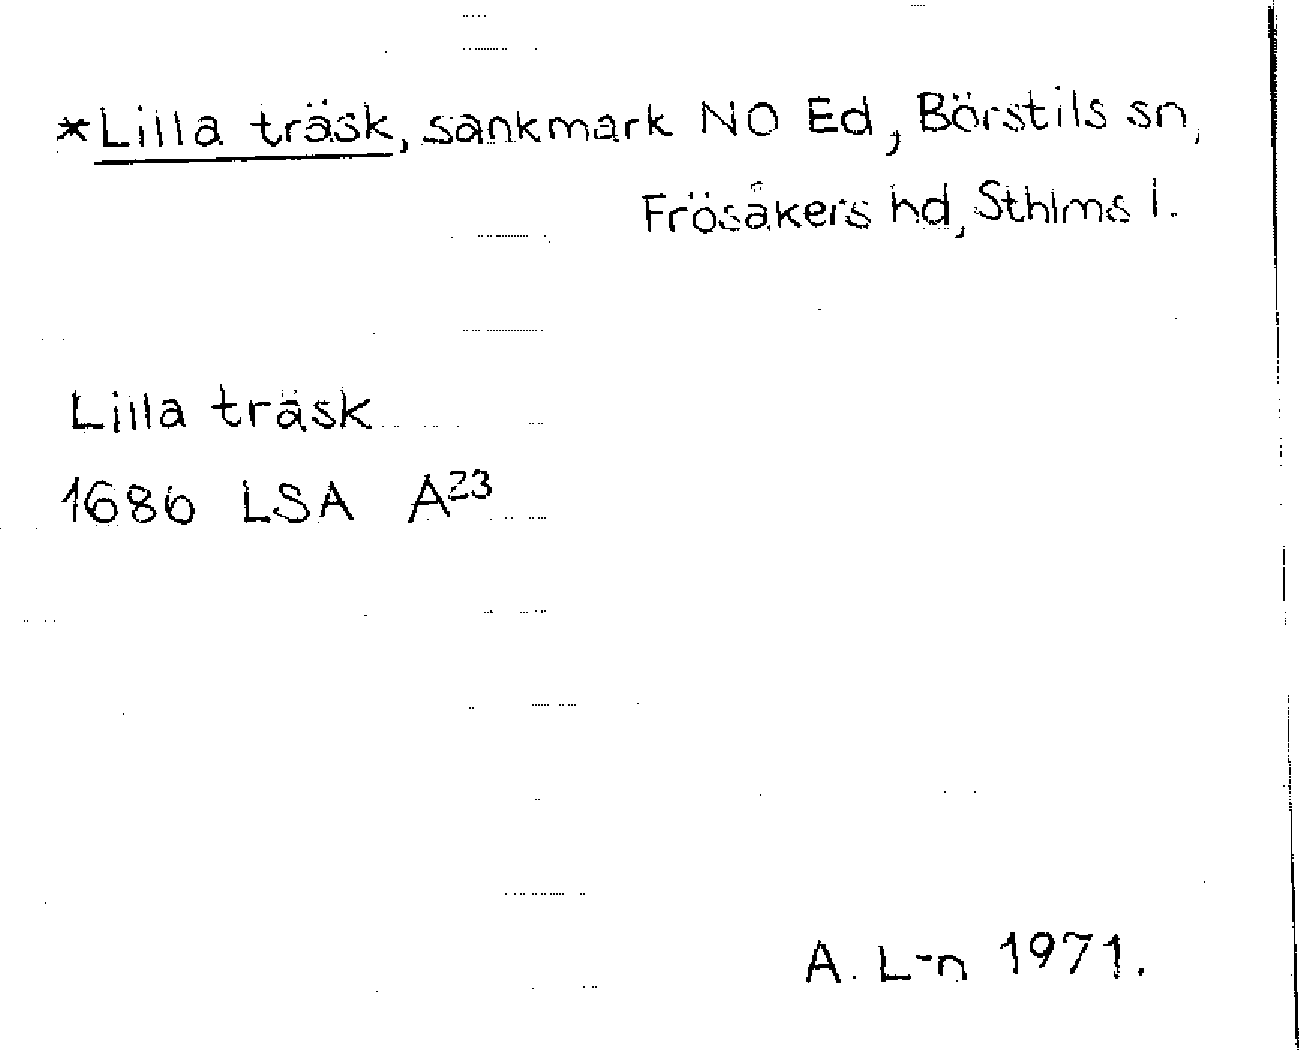 *Lilla träsk, sankmark NO Ed, Börstils sn,
Frösåkers hd, Sthlms l.
Lilla träsk
1686 LSA A23
A. L-n 1971.